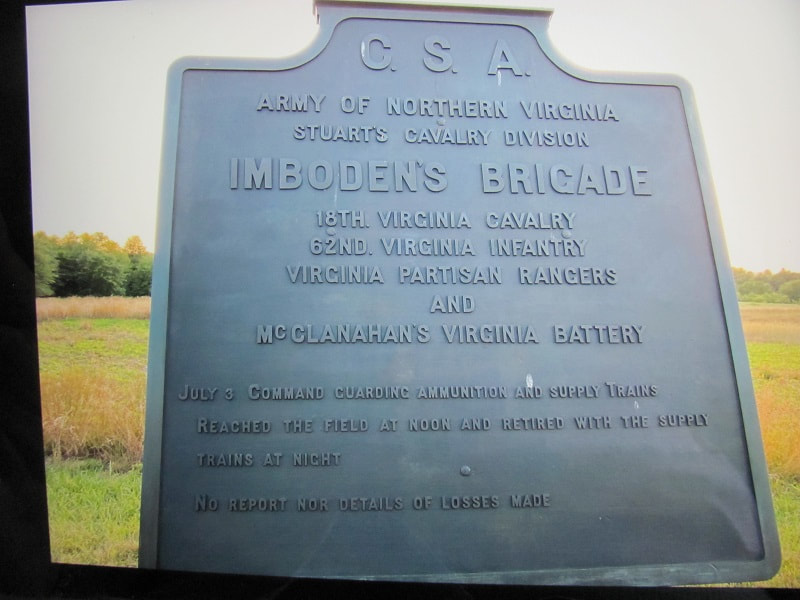 C. S. A.
ARMY OF NORTHERN VIRGINIA
STUART'S CAVALRY DIVISION
IMBODEN'S BRIGADE
18TH. VIRGINIA CAVALRY
62ND. VIRGINIA INFANTRY
VIRGINIA PARTISAN RANGERS
AND
McCLANAHAN'S VIRGINIA BATTERY
JULY 3 COMMAND GUARDING AMMUNITION AND SUPPLY TRAINS
REACHED THE FIELD AT NOON AND RETIRED WITH THE SUPPLY
TRAINS AT NIGHT
NO REPORT NOR DETAILS OF LOSSES MADE